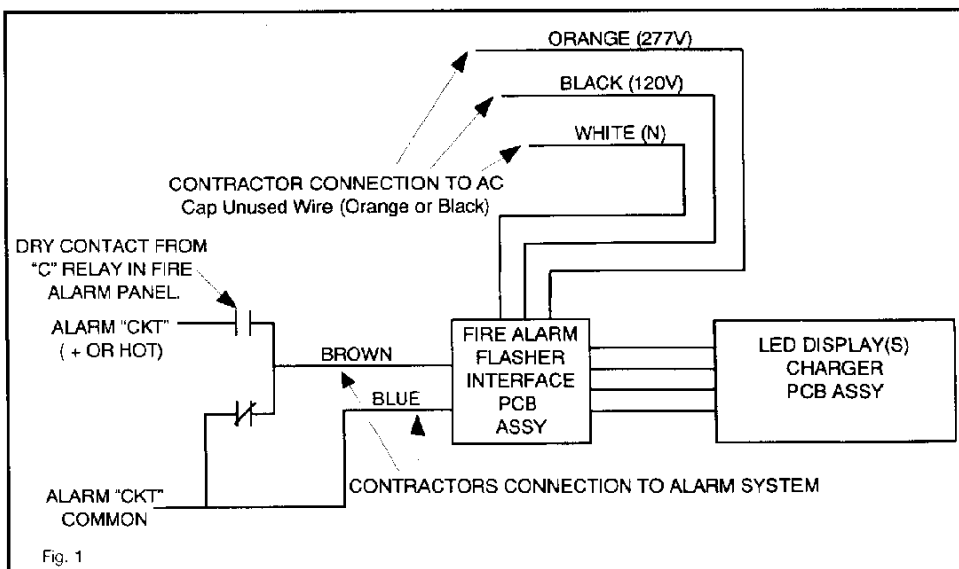 ORANGE (277V)
BLACK (120V)
WHITE (N)
CONTRACTOR CONNECTION TO AC
Cap Unused Wire (Orange or Black)
DRY CONTACT FROM
"C" RELAY IN FIRE
ALARM PANEL.
ALARM "CKT"
( + OR HOT)
BROWN
BLUE
FIRE ALARM
FLASHER
INTERFACE
PCB
ASSY
LED DISPLAY(S)
CHARGER
PCB ASSY
CONTRACTORS CONNECTION TO ALARM SYSTEM
ALARM "CKT"
COMMON
Fig. 1